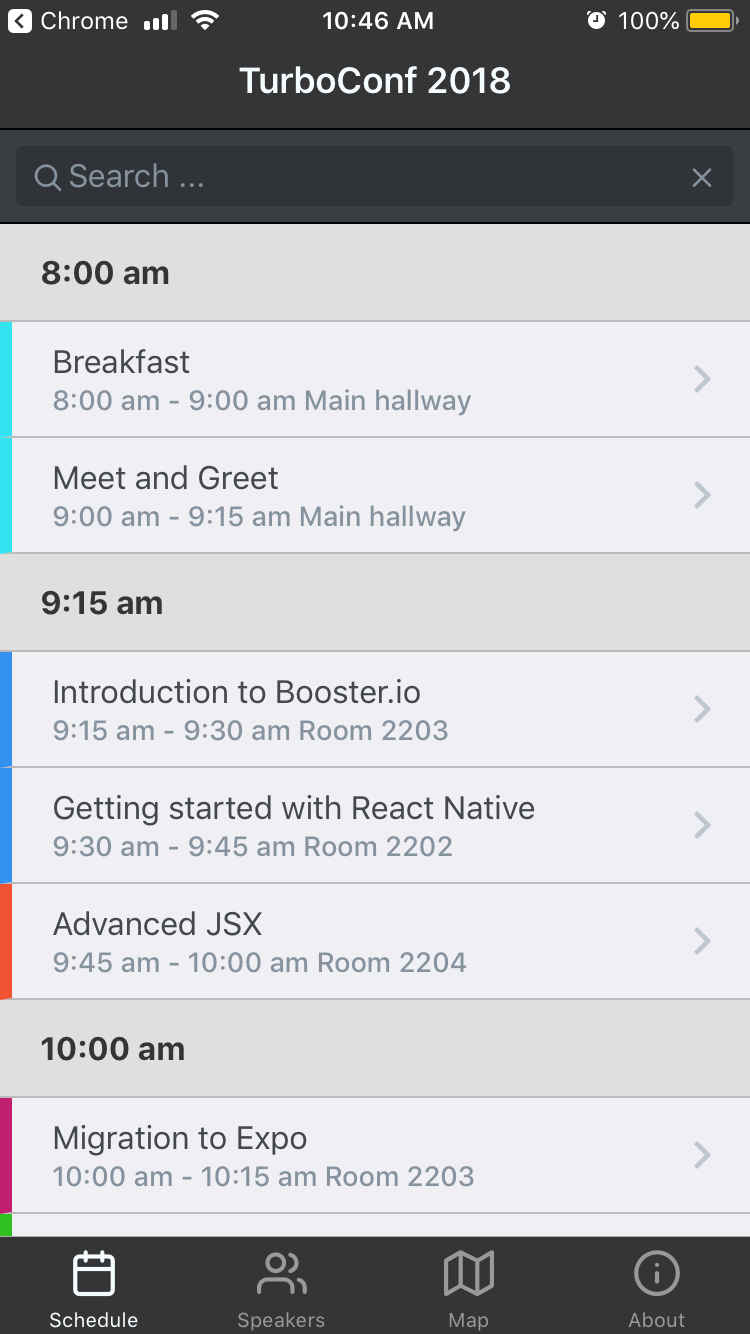 Chrome 10:46 AM 100%
TurboConf 2018
Search ...
8:00 am
Breakfast
8:00 am - 9:00 am Main hallway
Meet and Greet
9:00 am - 9:15 am Main hallway
9:15 am
Introduction to Booster.io
9:15 am - 9:30 am Room 2203
Getting started with React Native
9:30 am - 9:45 am Room 2202
Advanced JSX
9:45 am - 10:00 am Room 2204
10:00 am
Migration to Expo
10:00 am - 10:15 am Room 2203
Schedule Speakers Map About